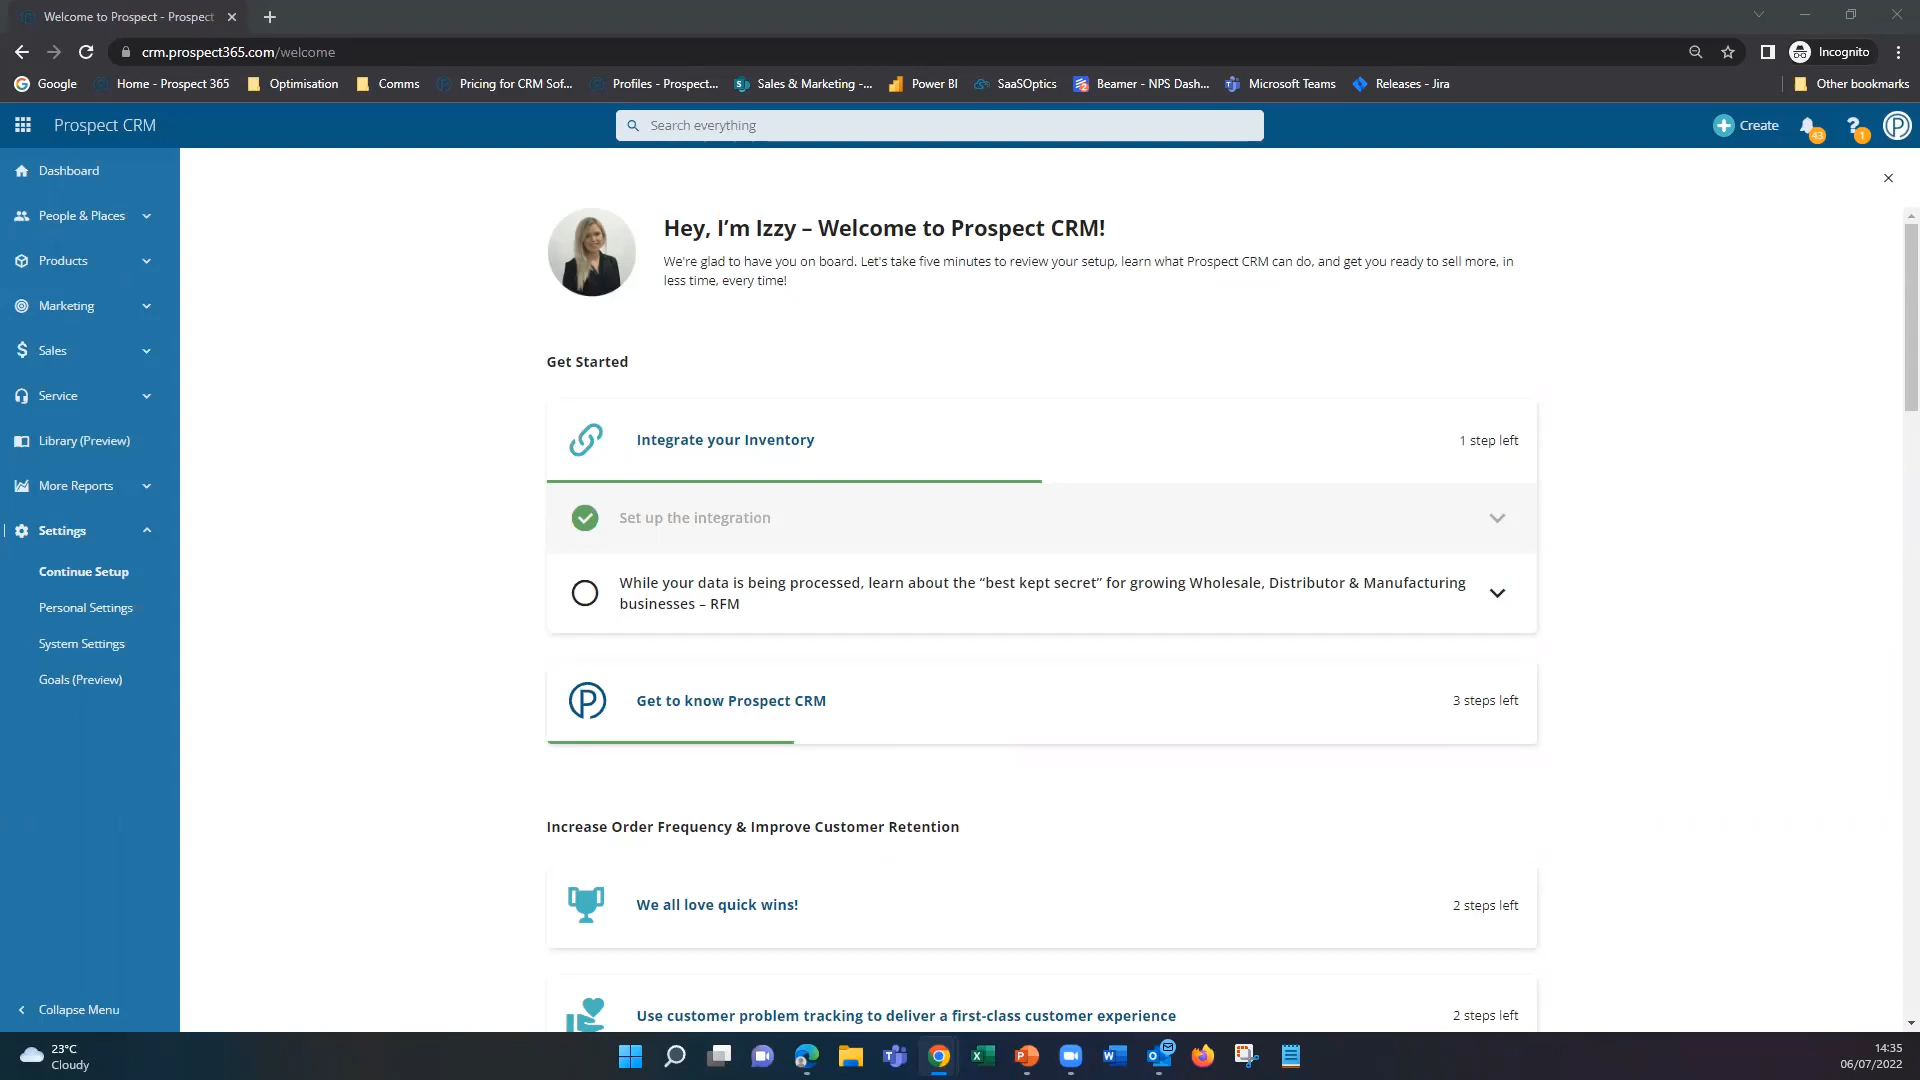 Welcome to Prospect - Prospect
crm.prospect365.com/welcome
Incognito
Google
Home - Prospect 365
Optimisation
Comms
Pricing for CRM Sof...
Profiles - Prospect...
Sales & Marketing -...
Power BI
SaaSOptics
Beamer - NPS Dash...
Microsoft Teams
Releases - Jira
Other bookmarks
Prospect CRM
Search everything
Create
43
1
Dashboard
People & Places
Products
Marketing
Sales
Service
Library (Preview)
More Reports
Settings
Continue Setup
Personal Settings
System Settings
Goals (Preview)
Collapse Menu
Hey, I’m Izzy – Welcome to Prospect CRM!
We're glad to have you on board. Let's take five minutes to review your setup, learn what Prospect CRM can do, and get you ready to sell more, in
less time, every time!
Get Started
Integrate your Inventory
1 step left
Set up the integration
While your data is being processed, learn about the “best kept secret” for growing Wholesale, Distributor & Manufacturing
businesses – RFM
Get to know Prospect CRM
3 steps left
Increase Order Frequency & Improve Customer Retention
We all love quick wins!
2 steps left
Use customer problem tracking to deliver a first-class customer experience
2 steps left
23°C
Cloudy
14:35
06/07/2022